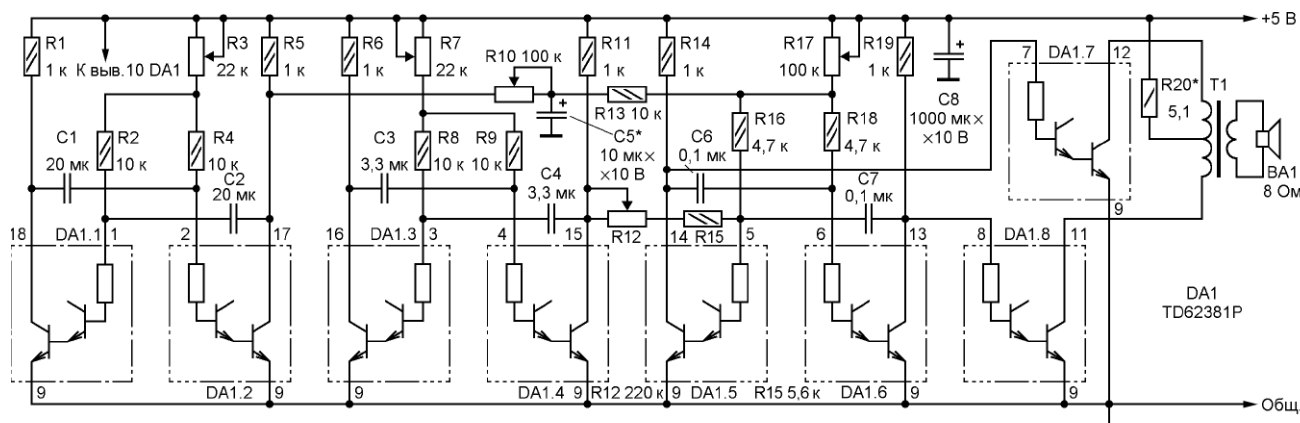 +5 В
R1
1 к
К выв.10 DA1
R3
22 к
R5
1 к
R6
1 к
R7
22 к
R10 100 к
R11
1 к
R14
1 к
R17
100 к
R19
1 к
C8
1000 мк×
×10 В
7
DA1.7
12
R20*
5,1
T1
BA1
8 Ом
C1
20 мк
R2
10 к
R4
10 к
C2
20 мк
C3
3,3 мк
R8
10 к
R9
10 к
C4
3,3 мк
R13 10 к
C5*
10 мк×
×10 В
C6
0,1 мк
R16
4,7 к
R18
4,7 к
C7
0,1 мк
9
18
DA1.1
1
2
17
16
DA1.3
3
4
15
R12
14
R15
5
6
13
8
DA1.8
11
DA1
TD62381P
9
DA1.2
9
9
DA1.4
9
R12 220 к
9
DA1.5
R15 5,6 к
DA1.6
9
9
Общ.